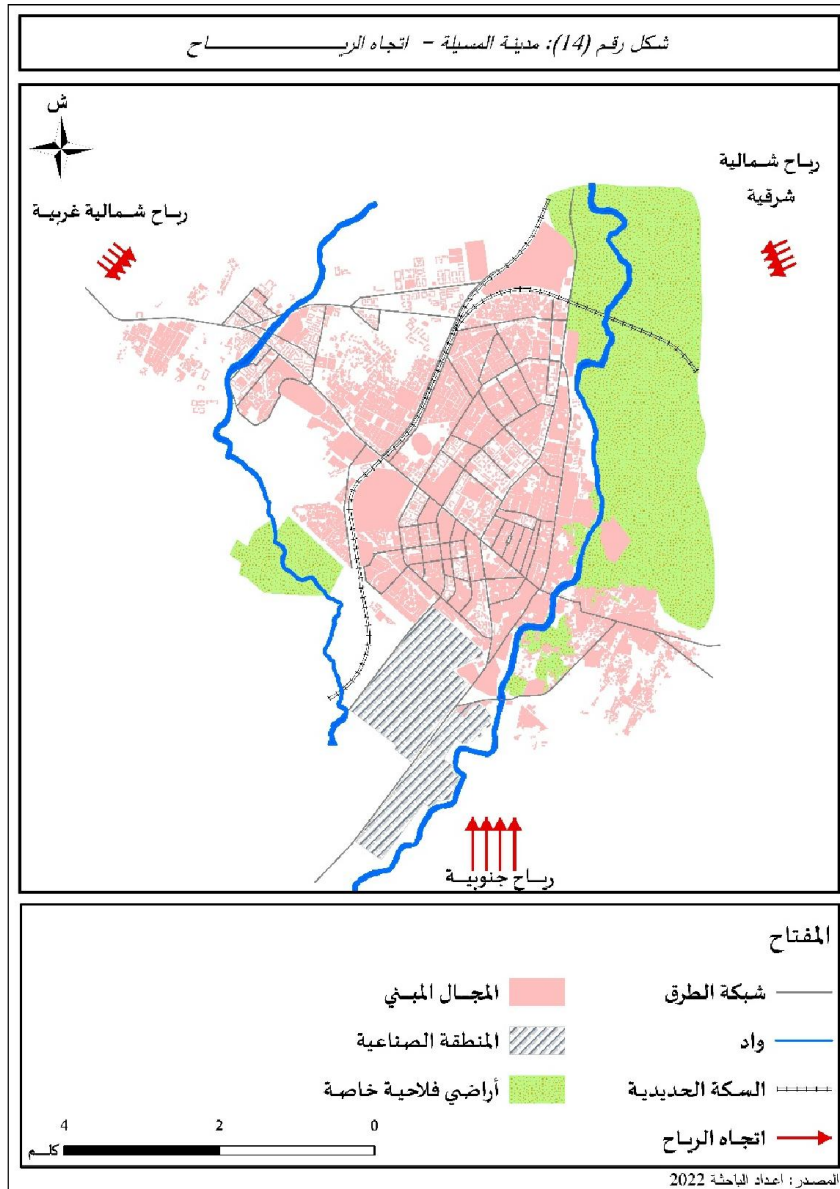 شكل رقم (14): مدينة المسيلة - اتجاه الريـــــــــاح
ش
رياح شمالية
شرقية
رياح شمالية غربية
رياح جنوبية
المفتاح
شبكة الطرق
المجال المبني
واد
المنطقة الصناعية
السكة الحديدية
أراضي فلاحية خاصة
اتجاه الرياح
4 2 0
كلم
المصدر: اعداد الباحثة 2022